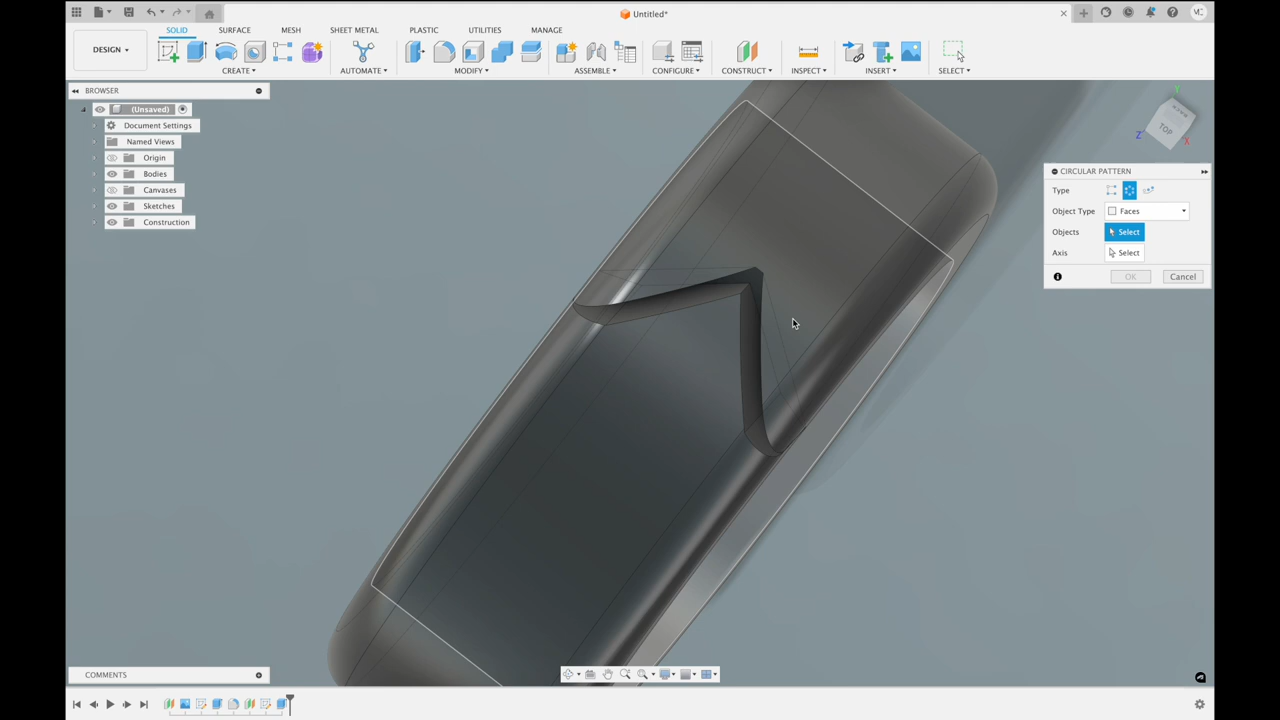 Untitled*
SOLID
SURFACE
MESH
SHEET METAL
PLASTIC
UTILITIES
MANAGE
DESIGN
CREATE
AUTOMATE
MODIFY
ASSEMBLE
CONFIGURE
CONSTRUCT
INSPECT
INSERT
SELECT
BROWSER
(Unsaved)
Document Settings
Named Views
Origin
Bodies
Canvases
Sketches
Construction
Y
TOP
Z
X
CIRCULAR PATTERN
Type
Object Type
Faces
Objects
Select
Axis
Select
OK
Cancel
COMMENTS